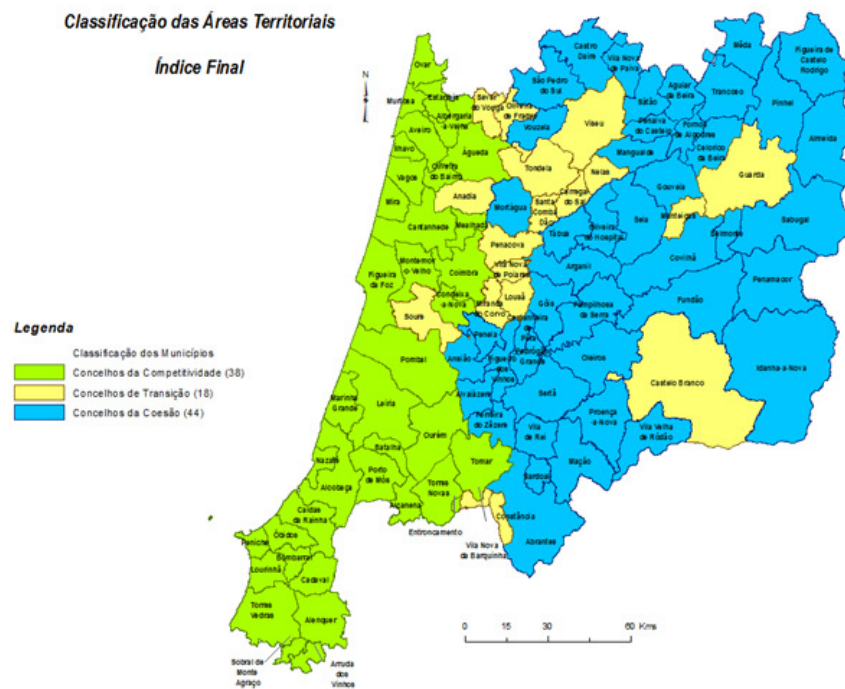 Classificação das Áreas Territoriais
Índice Final
N
Ovar
Murtosa
Estarreja
Albergaria
-a-Velha
Sever
do Vouga
Oliveira
de Frades
Aveiro
Ílhavo
Águeda
Oliveira
do Bairro
Vagos
Mira
Anadia
Cantanhede
Mealhada
Montemor
-o-Velho
Coimbra
Figueira
da Foz
Condeixa
-a-Nova
Soure
Castro
Daire
Vila Nova
de Paiva
São Pedro
do Sul
Vouzela
Viseu
Sátão
Aguiar
da Beira
Penalva
do Castelo
Mêda
Figueira de
Castelo
Rodrigo
Trancoso
Pinhel
Almeida
Fornos
de Algodres
Celorico
da Beira
Mangualde
Tondela
Nelas
Carregal
do Sal
Santa
Comba
Dão
Mortágua
Gouveia
Guarda
Manteigas
Seia
Sabugal
Belmonte
Covilhã
Tábua
Oliveira
do Hospital
Penacova
Vila Nova
de Poiares
Arganil
Lousã
Miranda
do Corvo
Góis
Pampilhosa
da Serra
Fundão
Penamacor
Penela
Castanheira
de Pera
Pedrógão
Grande
Ansião
Figueiró
dos
Vinhos
Oleiros
Castelo Branco
Idanha-a-Nova
Legenda
Classificação dos Municípios
Concelhos da Competitividade (38)
Concelhos de Transição (18)
Concelhos da Coesão (44)
Pombal
Marinha
Grande
Leiria
Alvaiázere
Ferreira
do Zêzere
Sertã
Vila
de Rei
Proença
-a-Nova
Vila Velha
de Ródão
Ourém
Batalha
Tomar
Nazaré
Porto
de Mós
Alcobaça
Torres
Novas
Alcanena
Mação
Sardoal
Constância
Abrantes
Entroncamento
Vila Nova
da Barquinha
Caldas
da Rainha
Óbidos
Peniche
Bombarral
Lourinhã
Cadaval
Torres
Vedras
Alenquer
Sobral de
Monte
Agraço
Arruda
dos
Vinhos
0 15 30 60 Kms